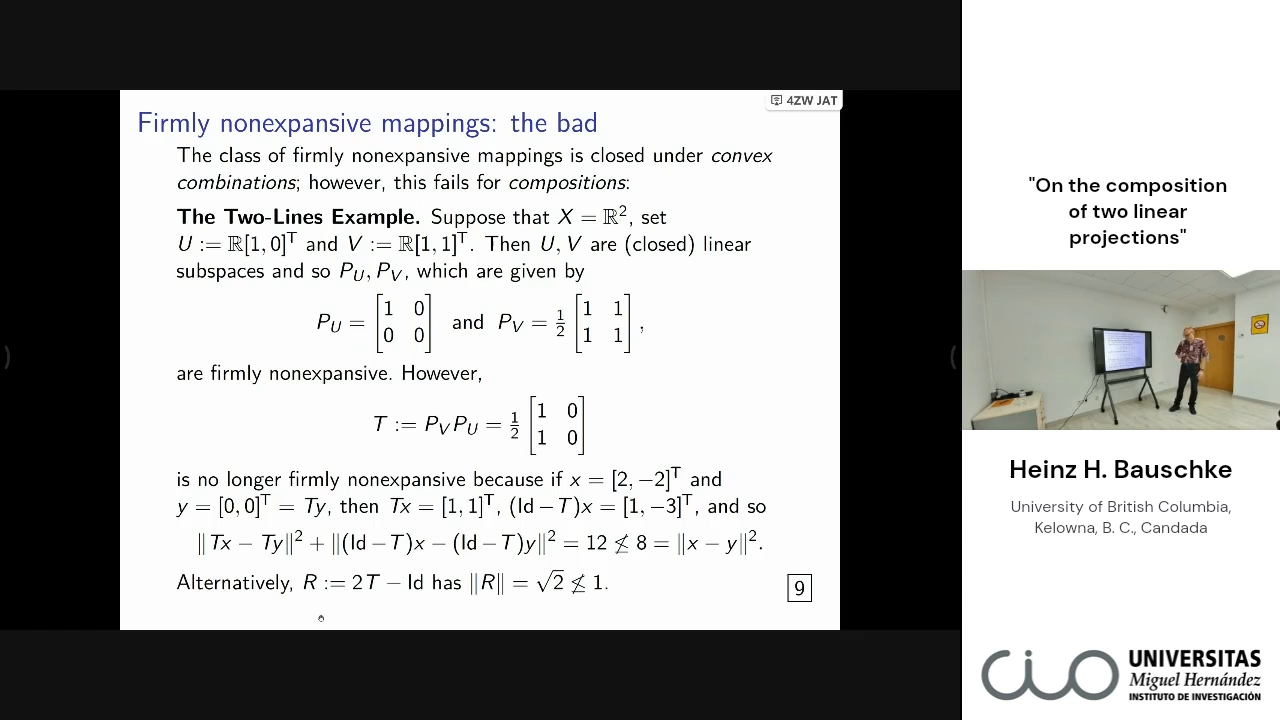 4ZW JAT
Firmly nonexpansive mappings: the bad
The class of firmly nonexpansive mappings is closed under convex
combinations; however, this fails for compositions:
The Two-Lines Example. Suppose that X = ℝ², set
U := ℝ[1, 0]ᵀ and V := ℝ[1, 1]ᵀ. Then U, V are (closed) linear
subspaces and so P_U, P_V, which are given by
P_U = [1 0; 0 0] and P_V = ½ [1 1; 1 1],
are firmly nonexpansive. However,
T := P_V P_U = ½ [1 0; 1 0]
is no longer firmly nonexpansive because if x = [2, −2]ᵀ and
y = [0, 0]ᵀ = Ty, then Tx = [1, 1]ᵀ, (Id −T)x = [1, −3]ᵀ, and so
‖Tx − Ty‖² + ‖(Id −T)x − (Id −T)y‖² = 12 ≰ 8 = ‖x − y‖².
Alternatively, R := 2T − Id has ‖R‖ = √2 ≰ 1.
9
"On the composition
of two linear
projections"
Heinz H. Bauschke
University of British Columbia,
Kelowna, B. C., Candada
CIO
UNIVERSITAS
Miguel Hernández
INSTITUTO DE INVESTIGACIÓN